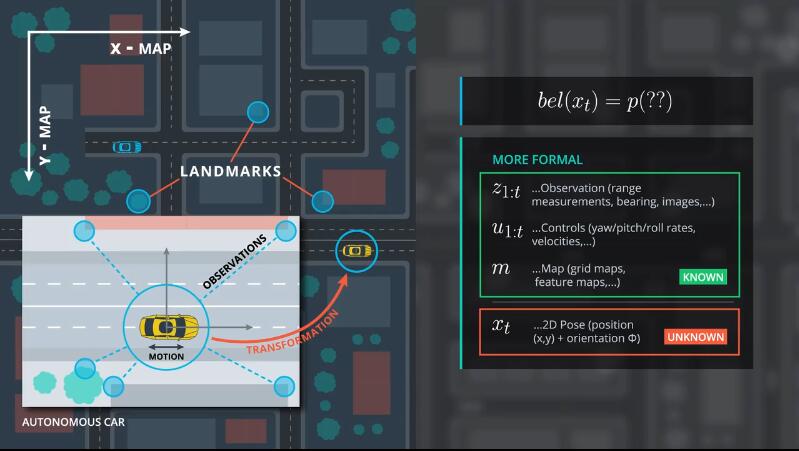 X - MAP
Y - MAP
LANDMARKS
OBSERVATIONS
TRANSFORMATION
MOTION
AUTONOMOUS CAR
bel(x_t) = p(??)
MORE FORMAL
z_{1:t} ...Observation (range
measurements, bearing, images,...)
u_{1:t} ...Controls (yaw/pitch/roll rates,
velocities,...)
m ...Map (grid maps,
feature maps,...)
KNOWN
x_t ...2D Pose (position
(x,y) + orientation Φ)
UNKNOWN